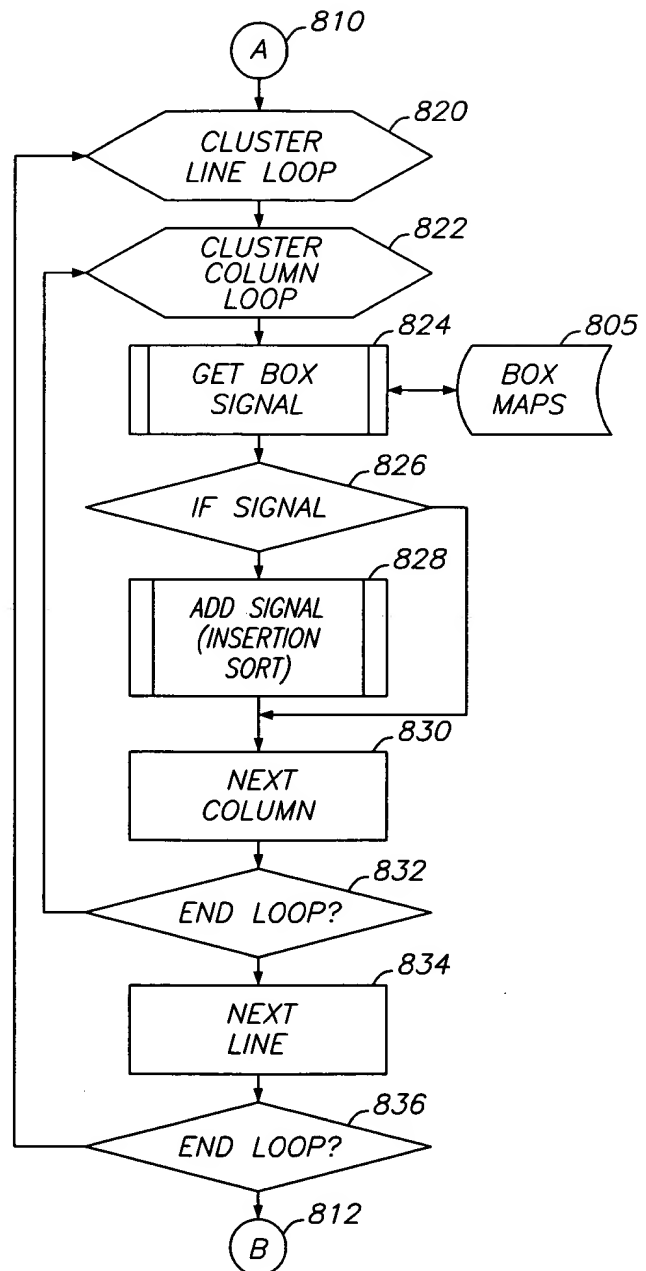 810
A
820
CLUSTER
LINE LOOP
822
CLUSTER
COLUMN
LOOP
824
GET BOX
SIGNAL
805
BOX
MAPS
826
IF SIGNAL
828
ADD SIGNAL
(INSERTION
SORT)
830
NEXT
COLUMN
832
END LOOP?
834
NEXT
LINE
836
END LOOP?
812
B